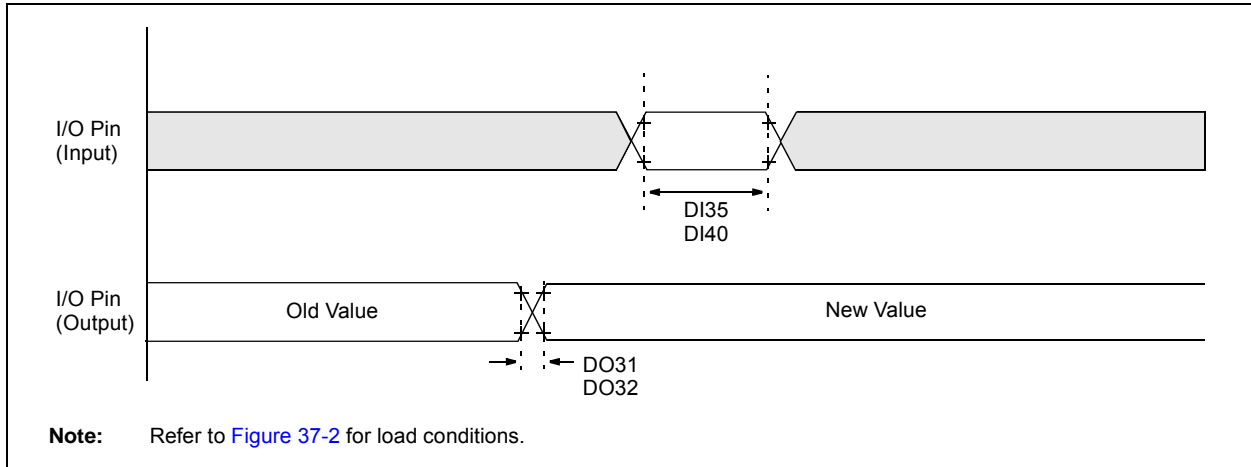 I/O Pin
(Input)
DI35
DI40
I/O Pin
(Output)
Old Value
New Value
DO31
DO32
Note: Refer to Figure 37-2 for load conditions.